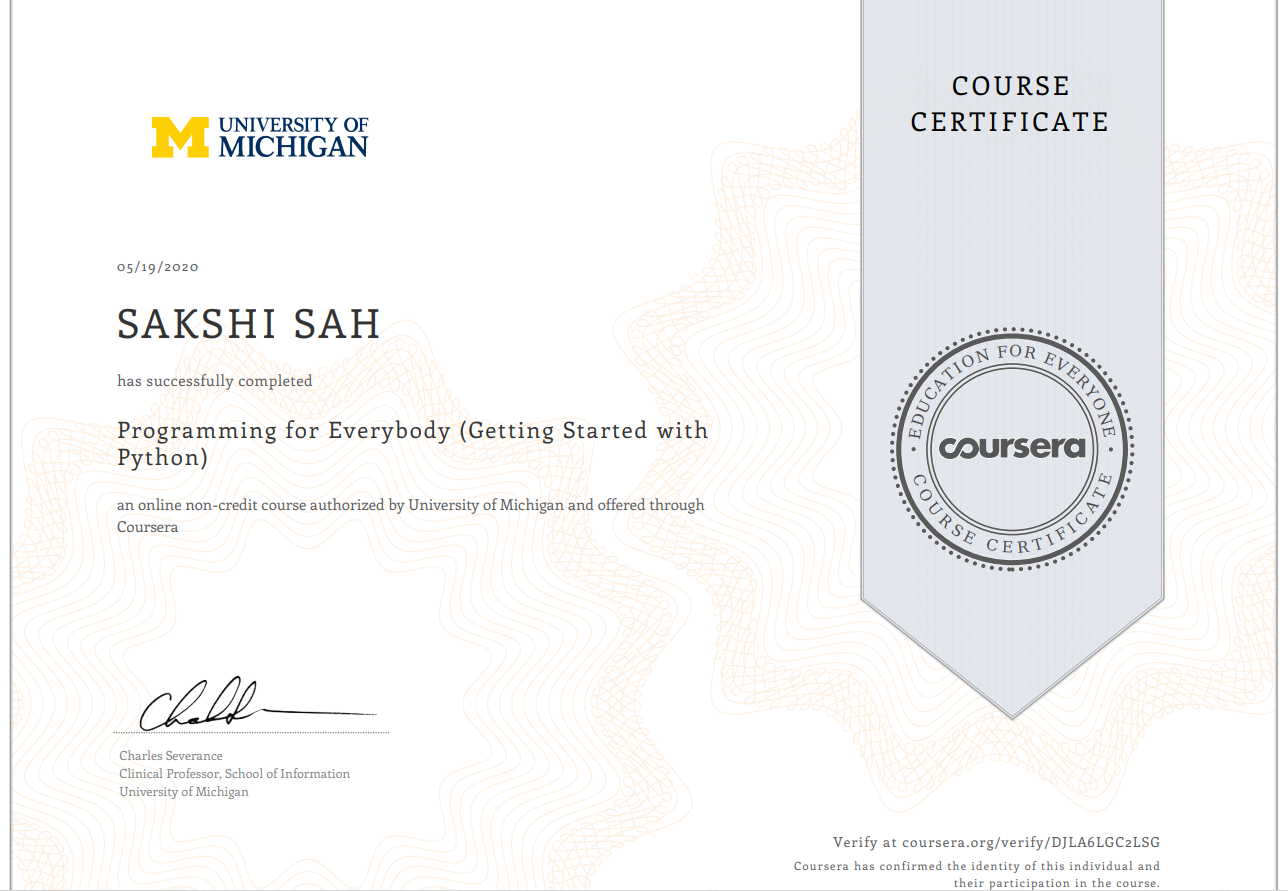 COURSE
CERTIFICATE
M UNIVERSITY OF
MICHIGAN
05/19/2020
SAKSHI SAH
has successfully completed
Programming for Everybody (Getting Started with
Python)
an online non-credit course authorized by University of Michigan and offered through
Coursera
EDUCATION FOR EVERYONE
coursera
COURSE CERTIFICATE
Charles Severance
Clinical Professor, School of Information
University of Michigan
Verify at coursera.org/verify/DJLA6LGC2LSG
Coursera has confirmed the identity of this individual and
their participation in the course.